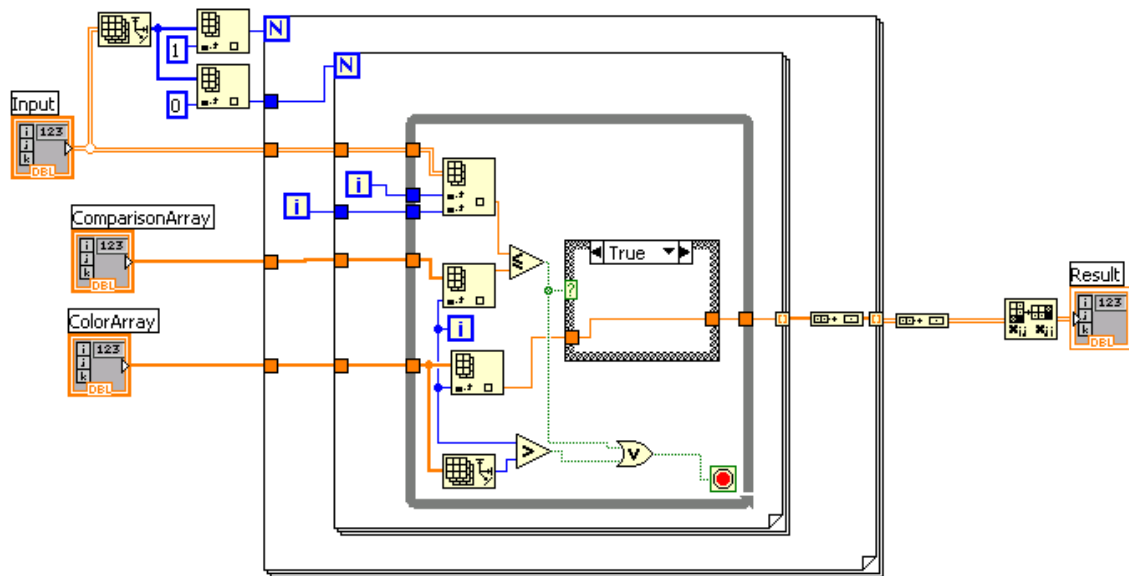 N
1
N
0
Input
i
j
k
123
DBL
i
i
ComparisonArray
i
j
k
123
DBL
≤
True
?
Result
i
j
k
123
DBL
ColorArray
i
j
k
123
DBL
i
>
V